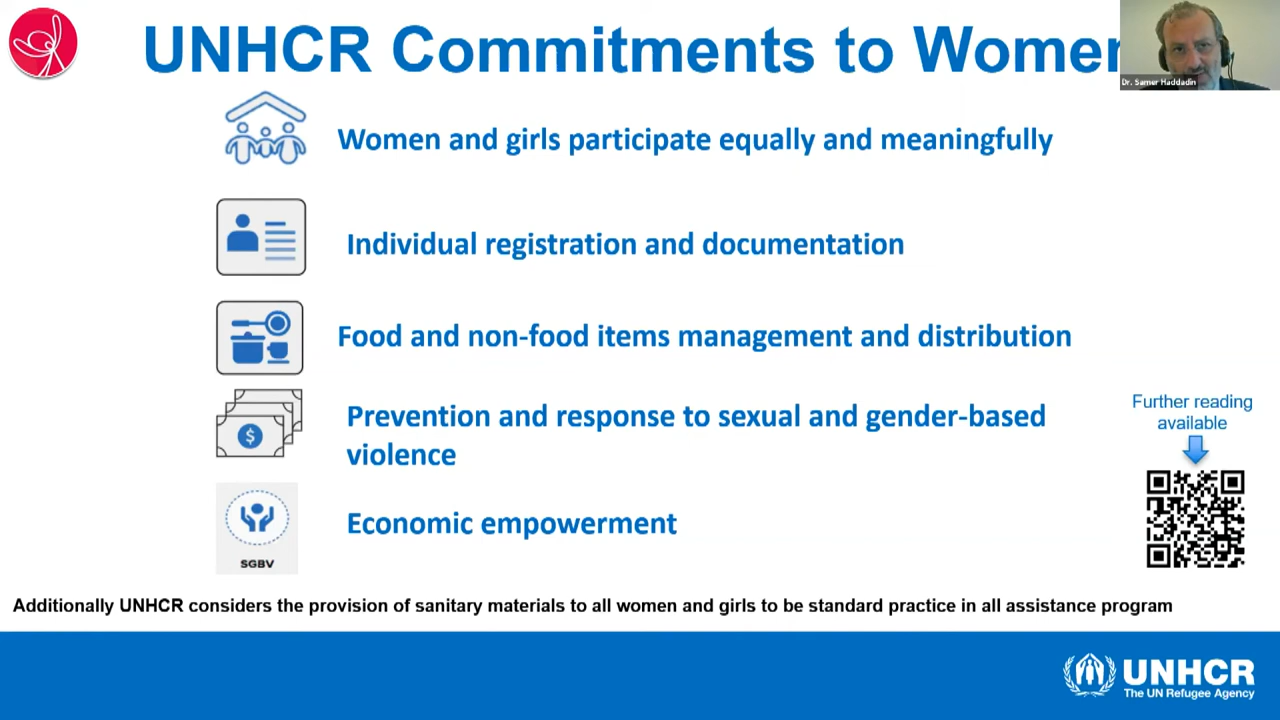 UNHCR Commitments to Women
Dr. Samer Haddadin
Women and girls participate equally and meaningfully
Individual registration and documentation
Food and non-food items management and distribution
$
Prevention and response to sexual and gender-based
violence
Further reading
available
Economic empowerment
SGBV
Additionally UNHCR considers the provision of sanitary materials to all women and girls to be standard practice in all assistance program
UNHCR
The UN Refugee Agency